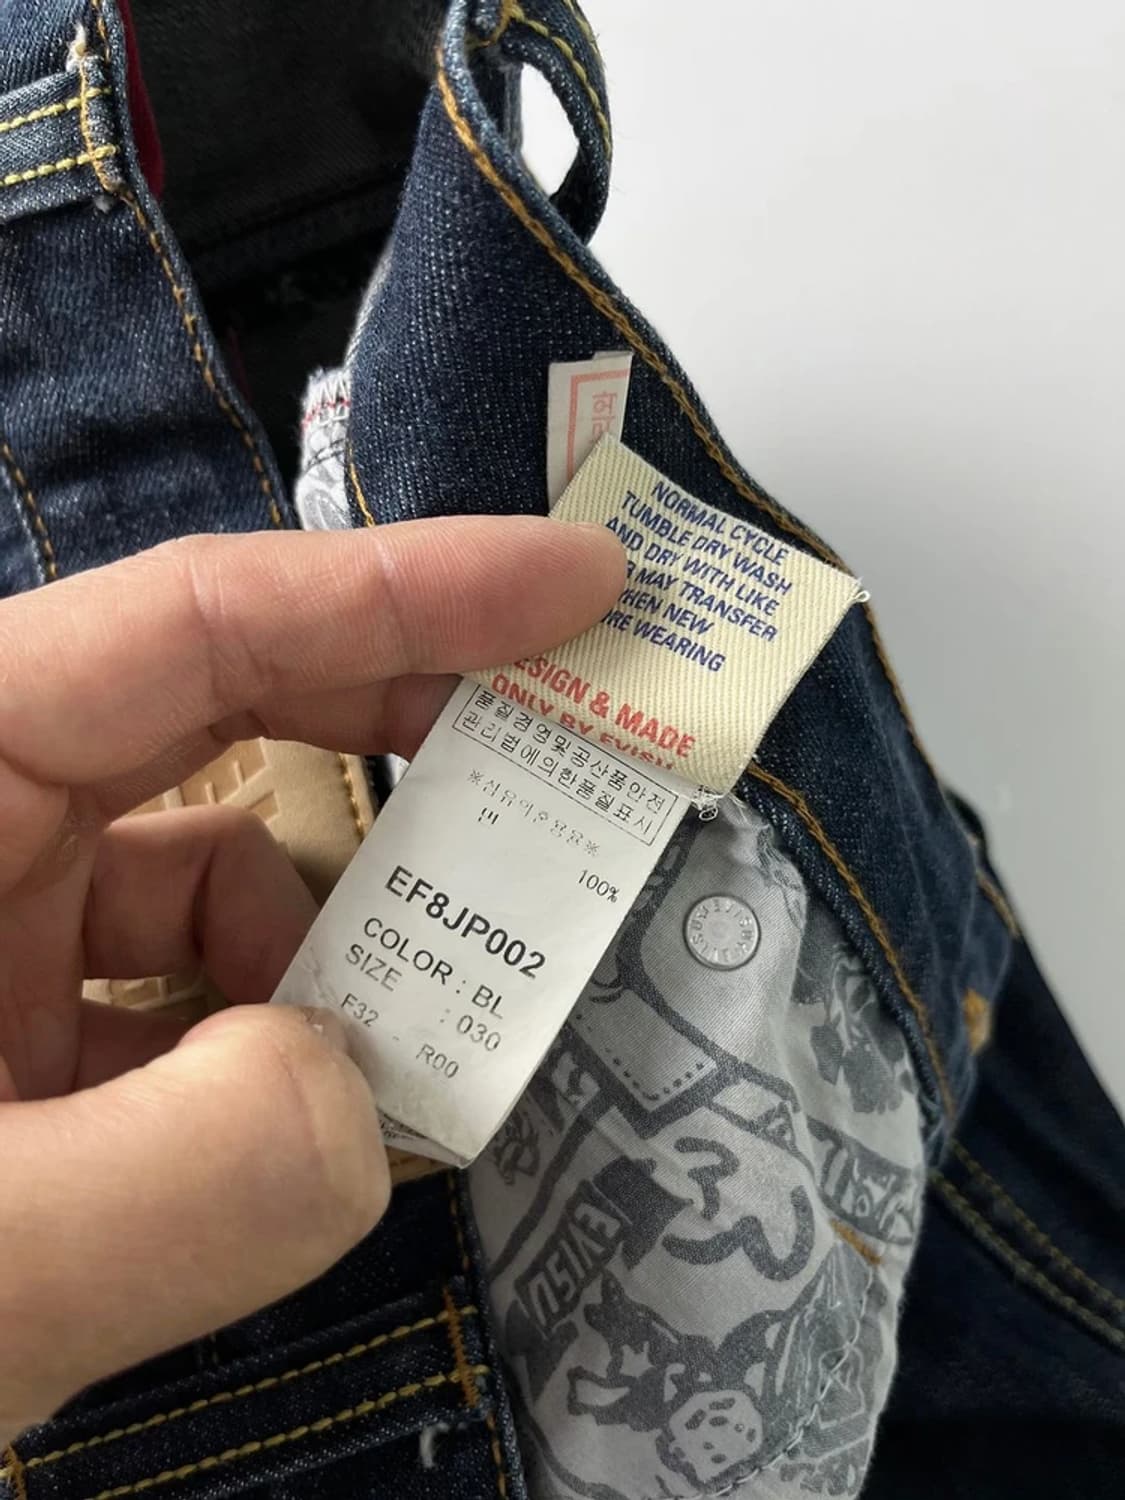 NORMAL CYCLE
TUMBLE DRY WASH
AND DRY WITH LIKE
MAY TRANSFER
WHEN NEW
WEARING
DESIGN & MADE
ONLY BY EVISU
품질경영및공산품안전
관리법에의한품질표시
100%
EF8JP002
COLOR : BL
SIZE : 030
F32 - R00
EVISU